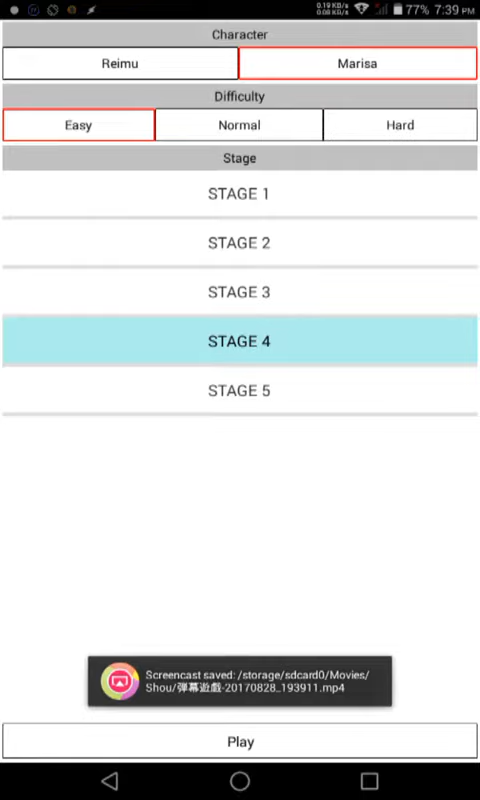 0.19 KB/s
0.08 KB/s
77% 7:39 PM
Character
Reimu Marisa
Difficulty
Easy Normal Hard
Stage
STAGE 1
STAGE 2
STAGE 3
STAGE 4
STAGE 5
Screencast saved: /storage/sdcard0/Movies/
Shou/弾幕遊戯-20170828_193911.mp4
Play